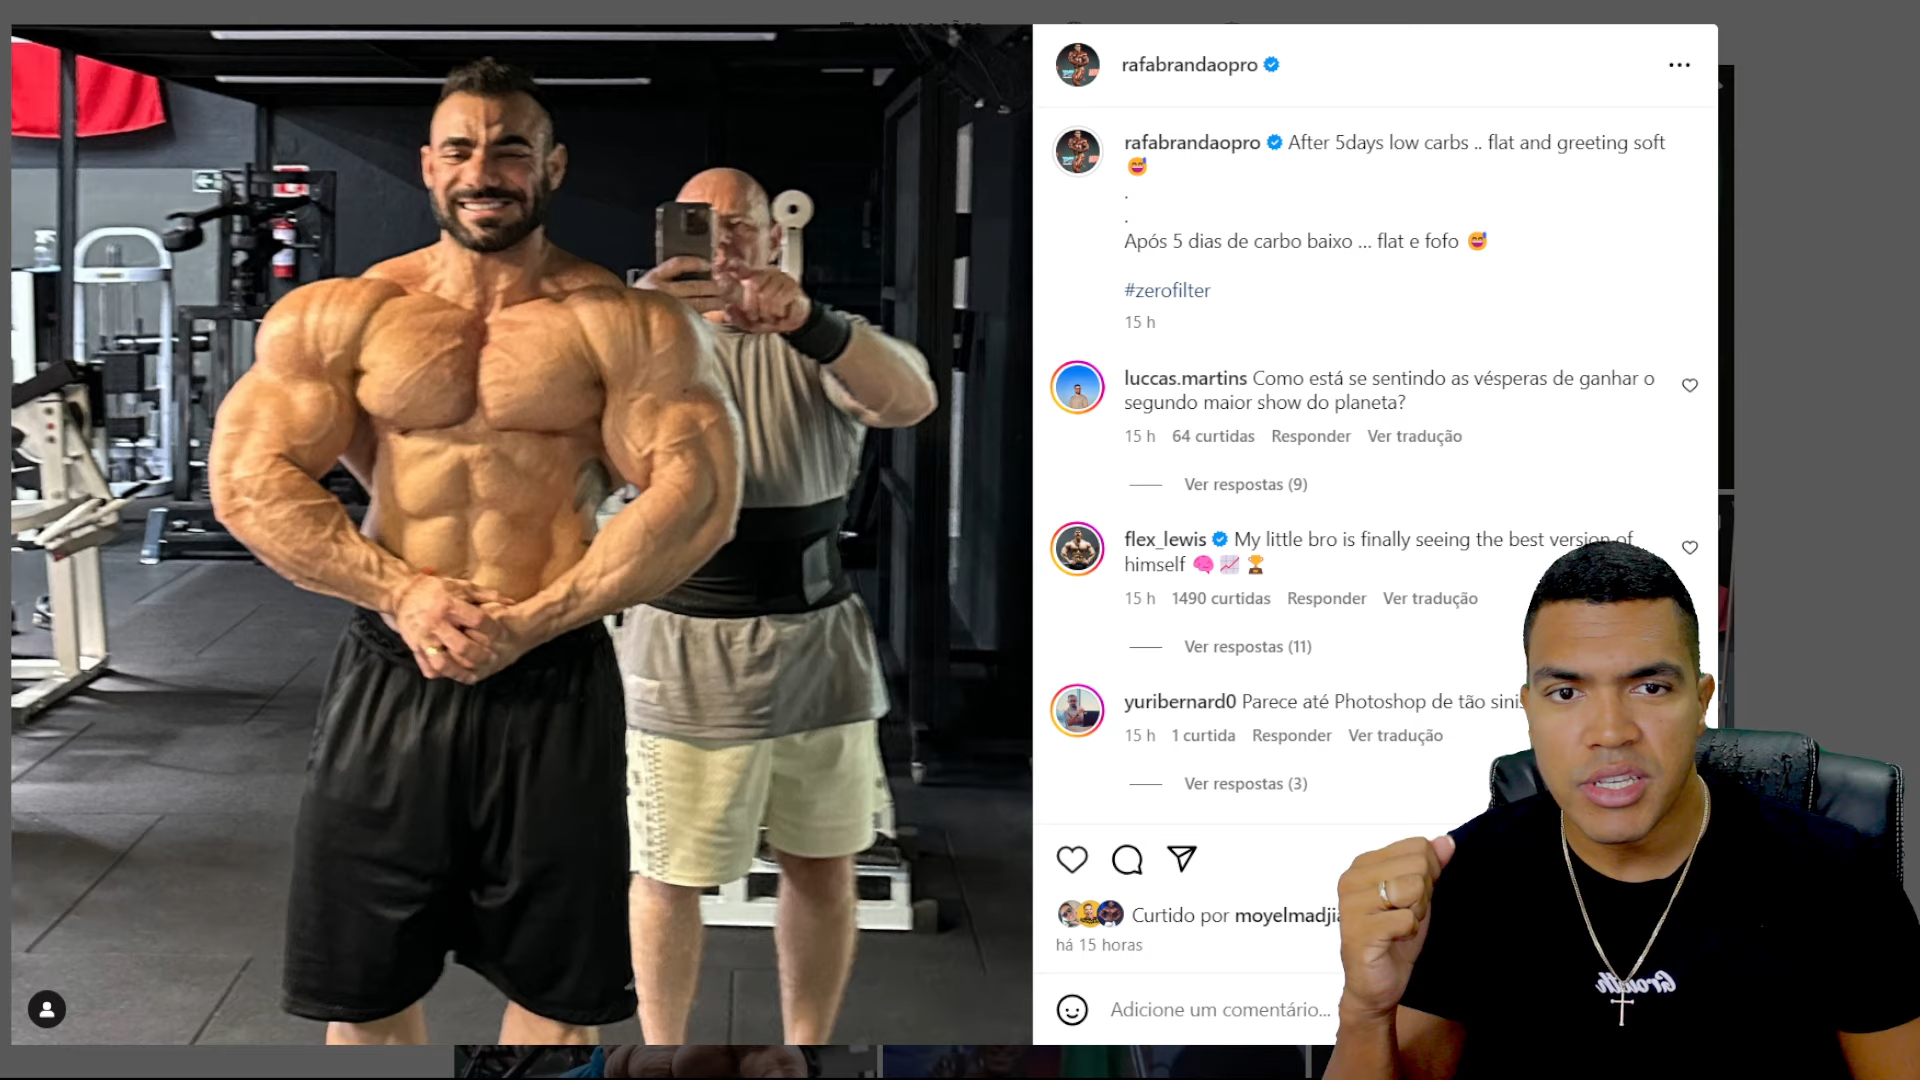 rafabrandaopro
rafabrandaopro After 5days low carbs .. flat and greeting soft
😅
.
.
Após 5 dias de carbo baixo ... flat e fofo 😅
#zerofilter
15 h
luccas.martins Como está se sentindo as vésperas de ganhar o
segundo maior show do planeta?
15 h 64 curtidas Responder Ver tradução
Ver respostas (9)
flex_lewis My little bro is finally seeing the best version of
himself 🧠 📈 🏆
15 h 1490 curtidas Responder Ver tradução
Ver respostas (11)
yuribernard0 Parece até Photoshop de tão
15 h 1 curtida Responder Ver tradução
Ver respostas (3)
Curtido por
há 15 horas
Adicione um comentário...
Growth